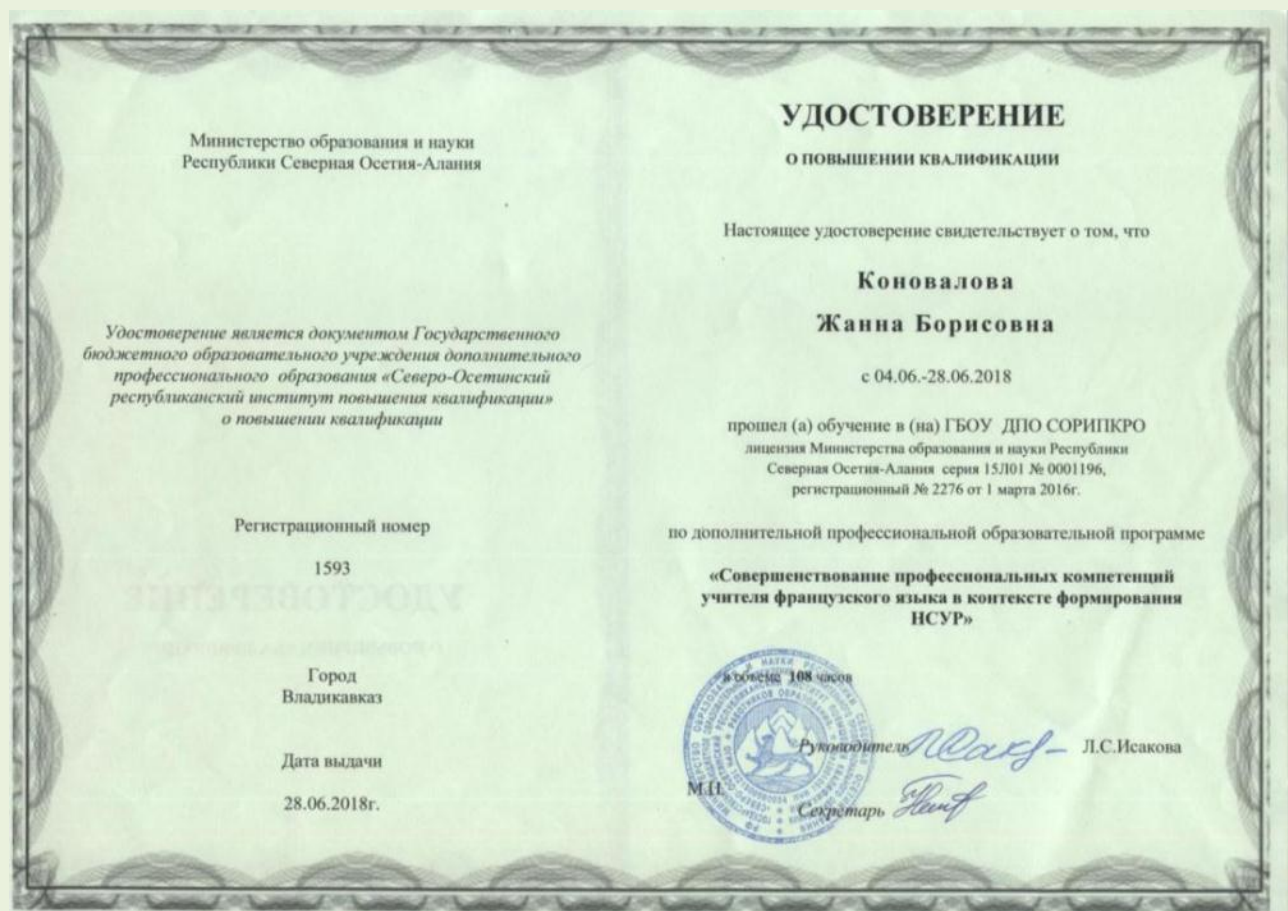 Министерство образования и науки
Республики Северная Осетия-Алания
Удостоверение является документом Государственного
бюджетного образовательного учреждения дополнительного
профессионального образования «Северо-Осетинский
республиканский институт повышения квалификации»
о повышении квалификации
Регистрационный номер
1593
Город
Владикавказ
Дата выдачи
28.06.2018г.
УДОСТОВЕРЕНИЕ
О ПОВЫШЕНИИ КВАЛИФИКАЦИИ
Настоящее удостоверение свидетельствует о том, что
Коновалова
Жанна Борисовна
с 04.06.-28.06.2018
прошел (а) обучение в (на) ГБОУ ДПО СОРИПКРО
лицензия Министерства образования и науки Республики
Северная Осетия-Алания серия 15Л01 № 0001196,
регистрационный № 2276 от 1 марта 2016г.
по дополнительной профессиональной образовательной программе
«Совершенствование профессиональных компетенций
учителя французского языка в контексте формирования
НСУР»
в объеме 108 часов
Руководитель Л.С.Исакова
М.П.
Секретарь